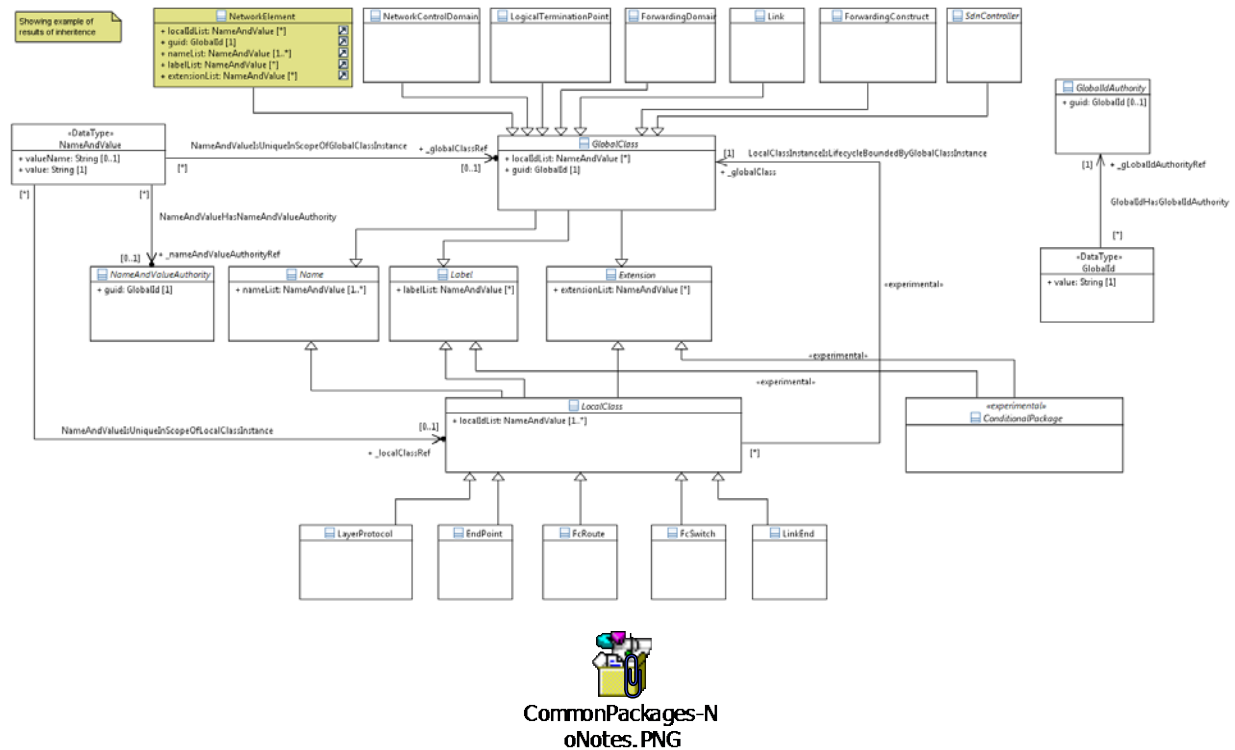 Showing example of
results of inheritence
NetworkElement
+ localIdList: NameAndValue [*]
+ guid: GlobalId [1]
+ nameList: NameAndValue [1..*]
+ labelList: NameAndValue [*]
+ extensionList: NameAndValue [*]
NetworkControlDomain
LogicalTerminationPoint
ForwardingDomain
Link
ForwardingConstruct
SdnController
GlobalIdAuthority
+ guid: GlobalId [0..1]
«DataType»
NameAndValue
+ valueName: String [0..1]
+ value: String [1]
NameAndValueIsUniqueInScopeOfGlobalClassInstance
+ _globalClassRef
[*]
[0..1]
GlobalClass
+ localIdList: NameAndValue [*]
+ guid: GlobalId [1]
[1]
LocalClassInstanceIsLifecycleBoundedByGlobalClassInstance
+ _globalClass
[1]
+ _gLobalIdAuthorityRef
GlobalIdHasGlobalIdAuthority
[*]
[*]
[*]
NameAndValueHasNameAndValueAuthority
[0..1]
+ _nameAndValueAuthorityRef
«DataType»
GlobalId
+ value: String [1]
NameAndValueAuthority
+ guid: GlobalId [1]
Name
+ nameList: NameAndValue [1..*]
Label
+ labelList: NameAndValue [*]
Extension
+ extensionList: NameAndValue [*]
«experimental»
«experimental»
«experimental»
LocalClass
+ localIdList: NameAndValue [1..*]
«experimental»
ConditionalPackage
NameAndValueIsUniqueInScopeOfLocalClassInstance
[0..1]
+ _localClassRef
[*]
LayerProtocol
EndPoint
FcRoute
FcSwitch
LinkEnd
CommonPackages-N
oNotes.PNG